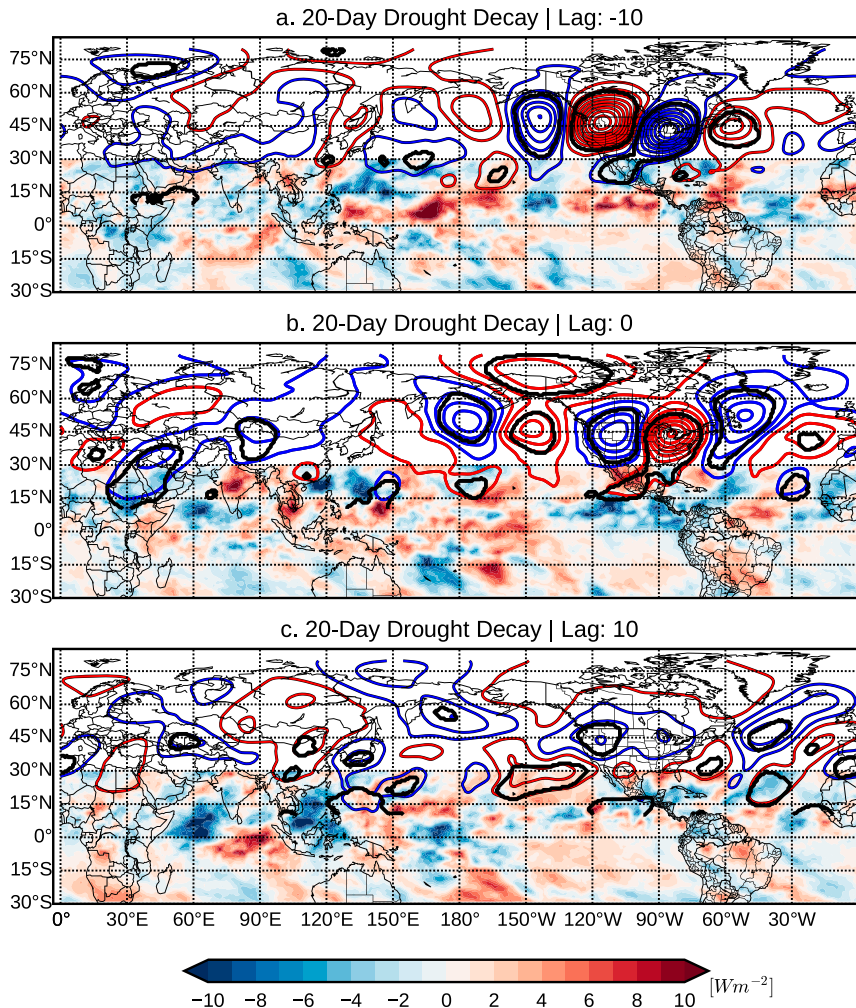 a. 20-Day Drought Decay | Lag: -10
75°N
60°N
45°N
30°N
15°N
0°
15°S
30°S
b. 20-Day Drought Decay | Lag: 0
75°N
60°N
45°N
30°N
15°N
0°
15°S
30°S
c. 20-Day Drought Decay | Lag: 10
75°N
60°N
45°N
30°N
15°N
0°
15°S
30°S
0° 30°E 60°E 90°E 120°E 150°E 180° 150°W 120°W 90°W 60°W 30°W
−10 −8 −6 −4 −2 0 2 4 6 8 10 [Wm⁻²]